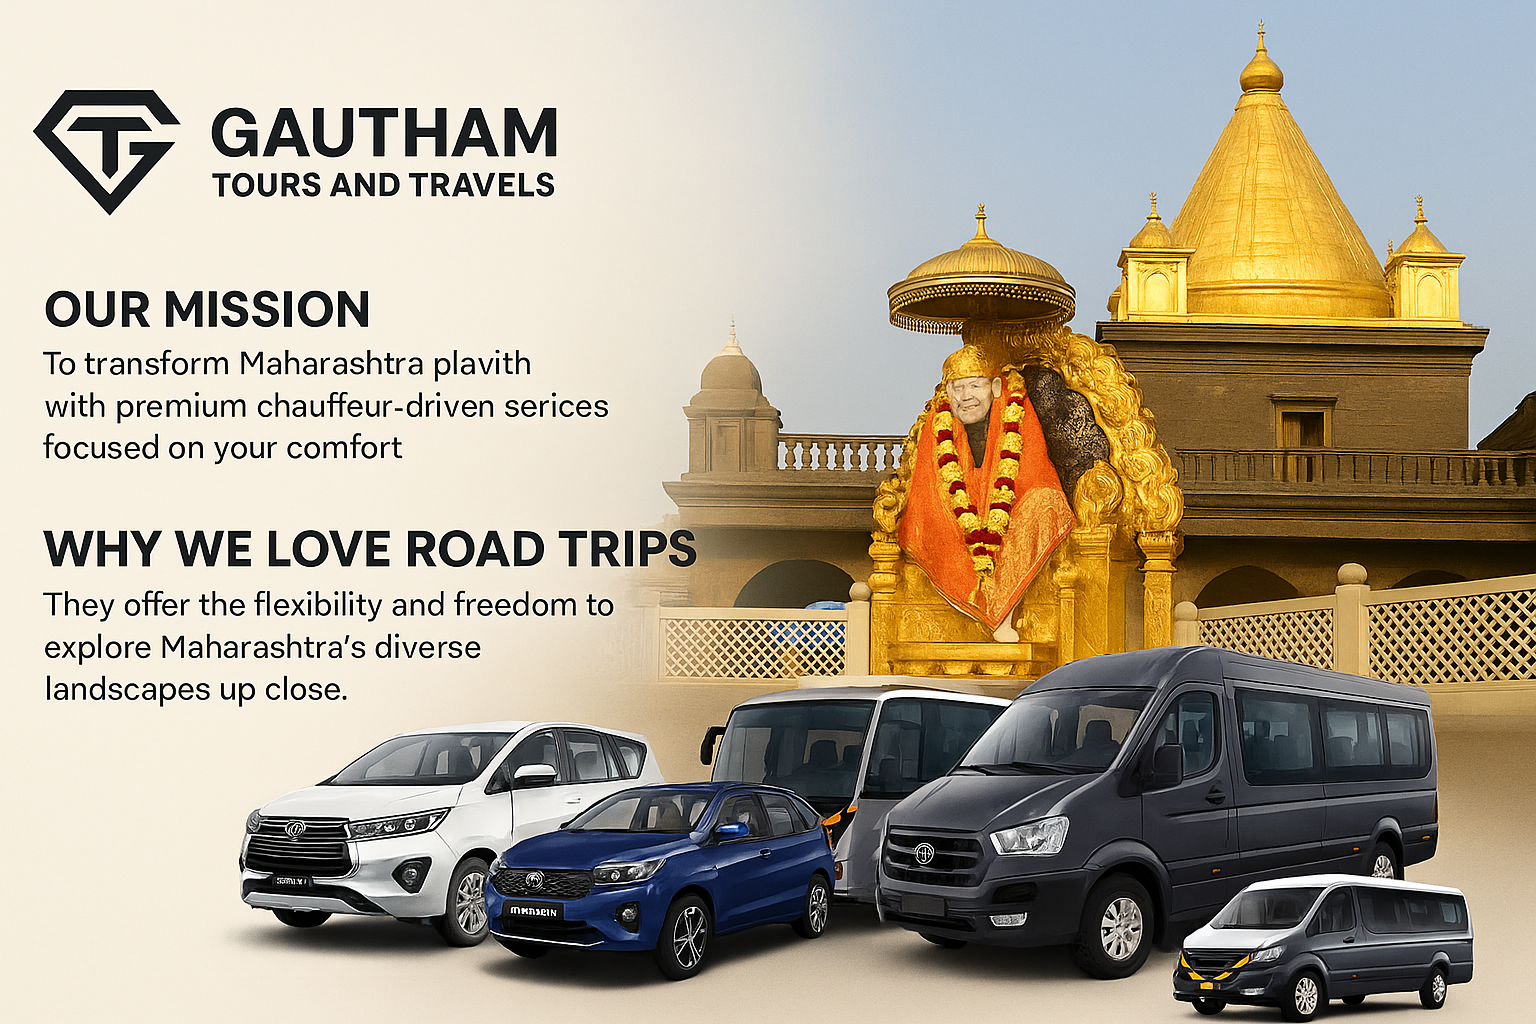 GAUTHAM
TOURS AND TRAVELS
OUR MISSION
To transform Maharashtra plavith
with premium chauffeur-driven serices
focused on your comfort
WHY WE LOVE ROAD TRIPS
They offer the flexibility and freedom to
explore Maharashtra's diverse
landscapes up close.